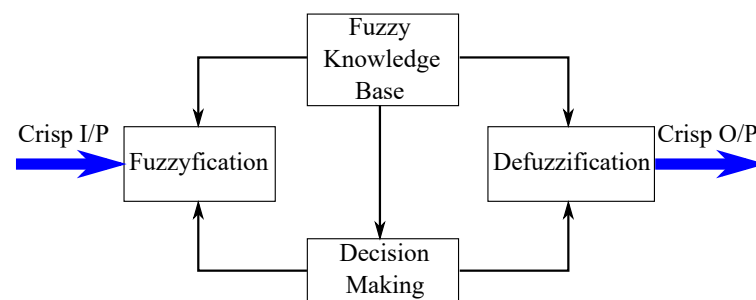 Fuzzy
Knowledge
Base
Crisp I/P
Fuzzyfication
Defuzzification
Crisp O/P
Decision
Making